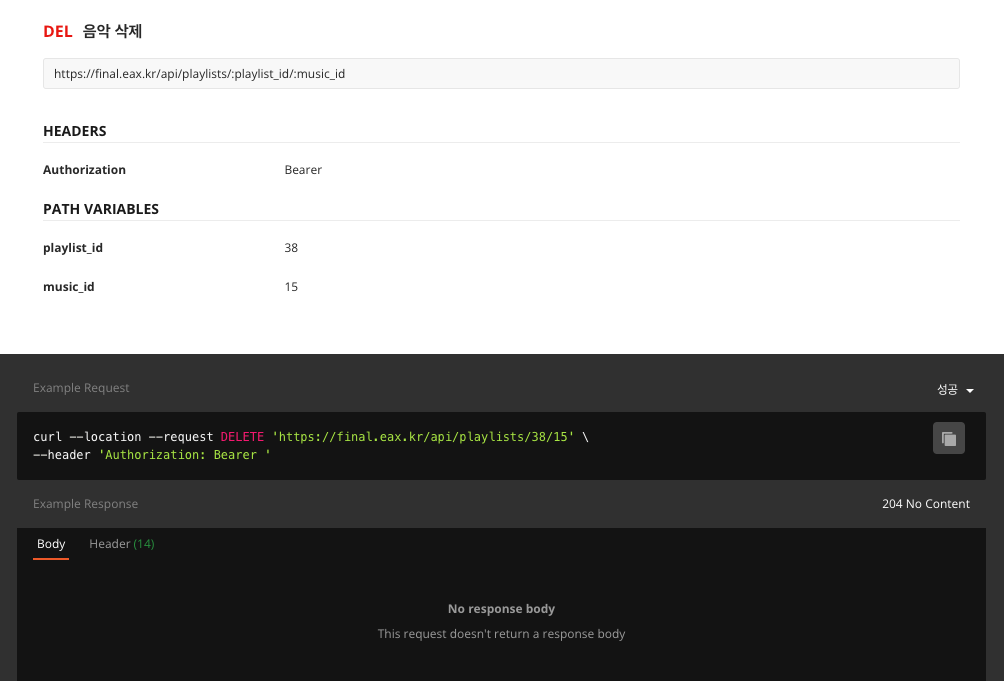 DEL 음악 삭제
https://final.eax.kr/api/playlists/:playlist_id/:music_id
HEADERS
Authorization Bearer
PATH VARIABLES
playlist_id 38
music_id 15
Example Request 성공
curl --location --request DELETE 'https://final.eax.kr/api/playlists/38/15' \
--header 'Authorization: Bearer '
Example Response 204 No Content
Body Header (14)
No response body
This request doesn't return a response body